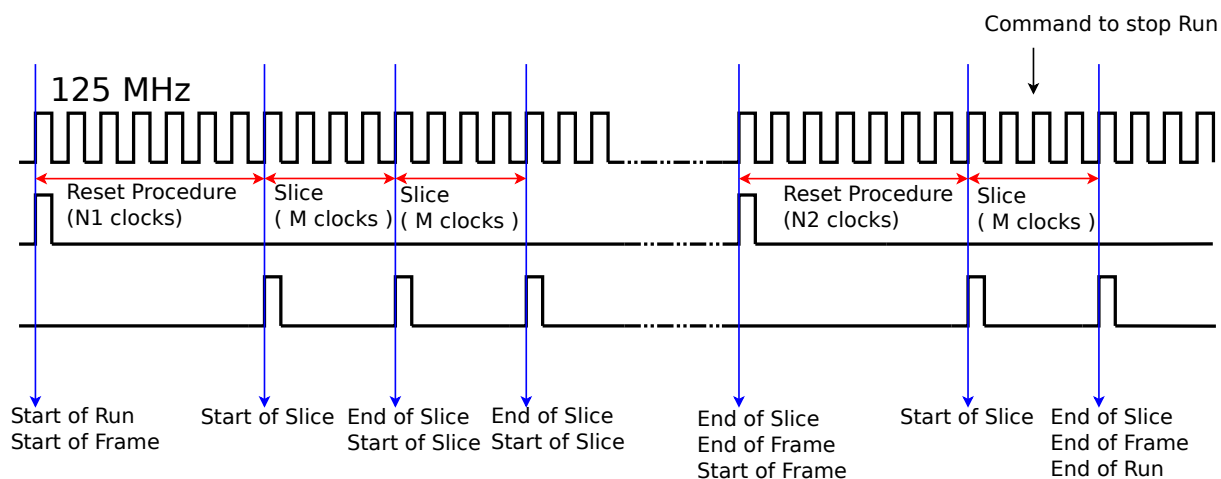 Command to stop Run
125 MHz
Reset Procedure
(N1 clocks)
Slice
( M clocks )
Slice
( M clocks )
Reset Procedure
(N2 clocks)
Slice
( M clocks )
Start of Run
Start of Frame
Start of Slice
End of Slice
Start of Slice
End of Slice
Start of Slice
End of Slice
End of Frame
Start of Frame
Start of Slice
End of Slice
End of Frame
End of Run